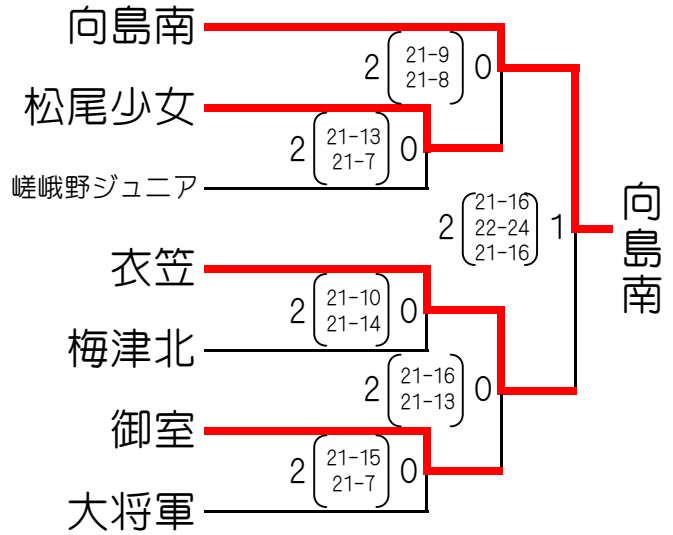 向島南
2 21-9 0
21-8
松尾少女
2 21-13 0
21-7
嵯峨野ジュニア
2 21-16 1
22-24
21-16
向島南
衣笠
2 21-10 0
21-14
梅津北
2 21-16 0
21-13
御室
2 21-15 0
21-7
大将軍